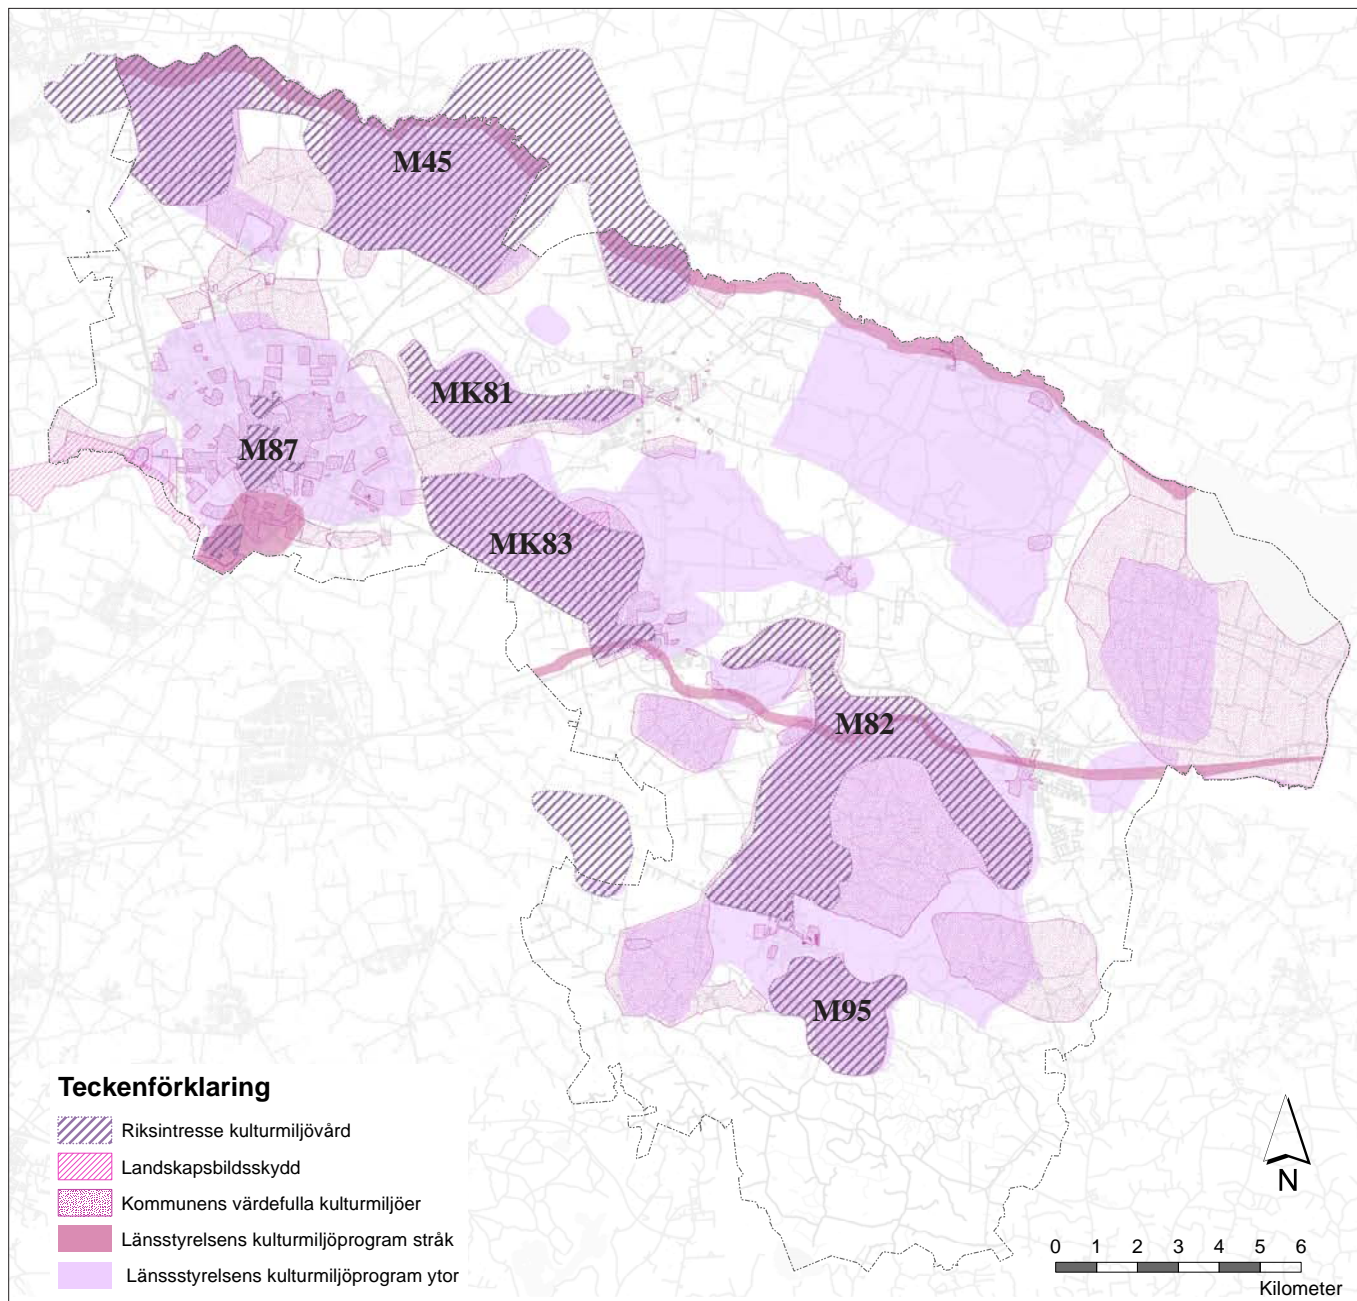 M45
MK81
M87
MK83
M82
M95
Teckenförklaring
Riksintresse kulturmiljövård
Landskapsbildsskydd
Kommunens värdefulla kulturmiljöer
Länsstyrelsens kulturmiljöprogram stråk
Länssstyrelsens kulturmiljöprogram ytor
N
0 1 2 3 4 5 6
Kilometer